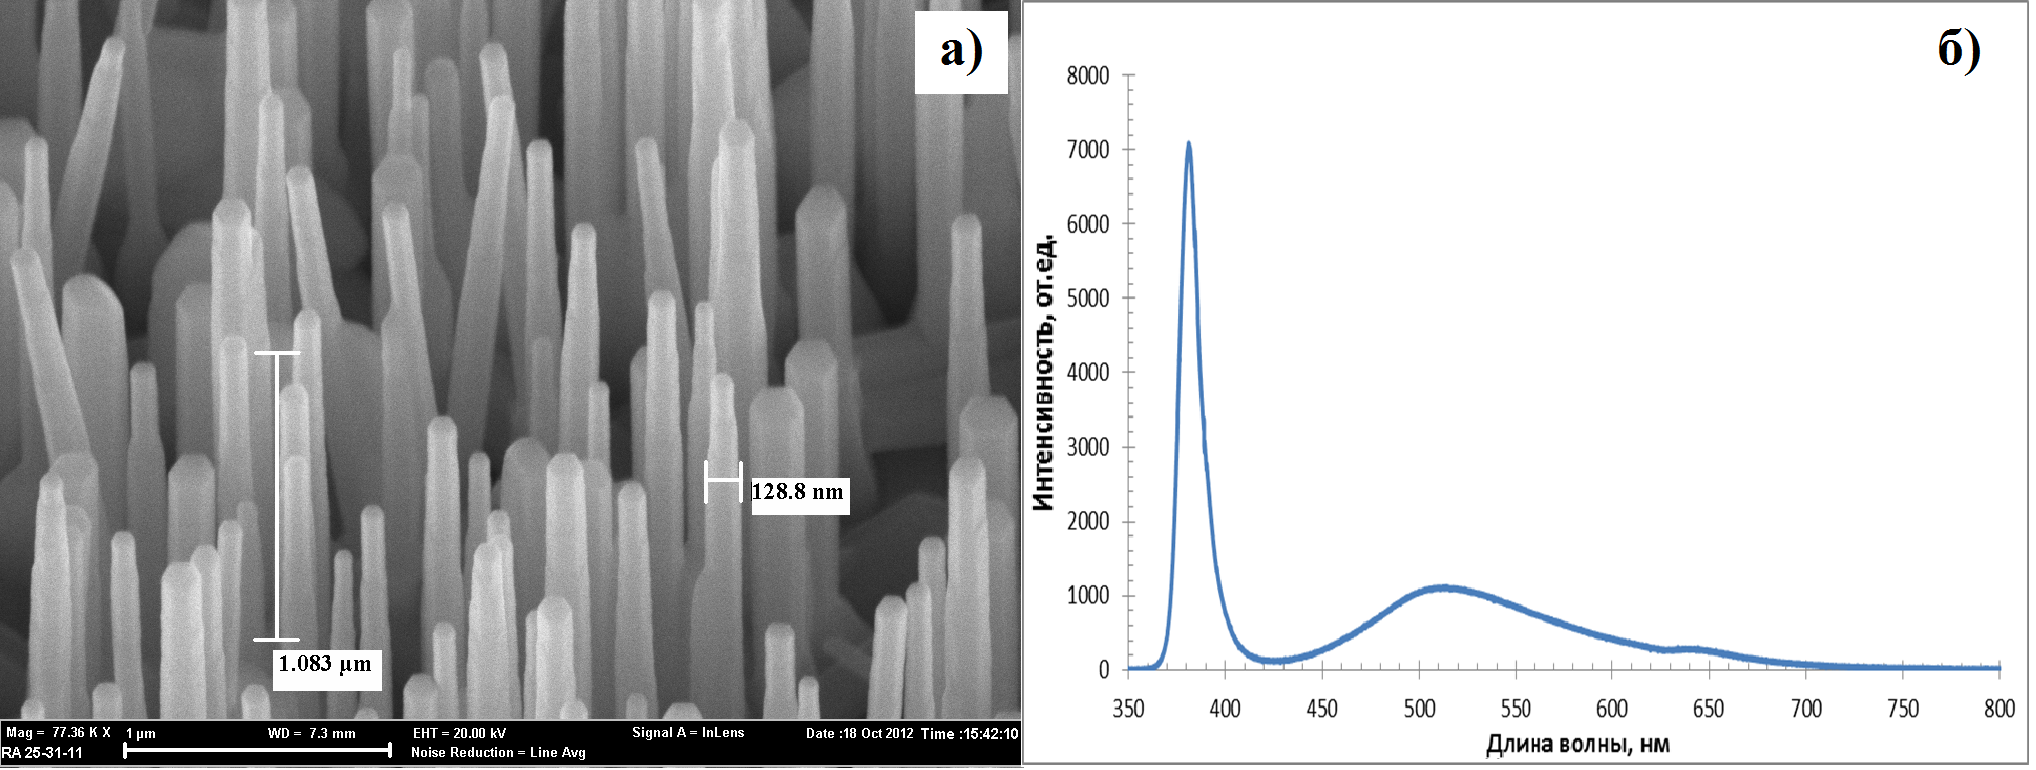 а)
128.8 nm
1.083 µm
Mag = 77.36 K X 1 µm WD = 7.3 mm EHT = 20.00 kV Signal A = InLens Date :18 Oct 2012 Time :15:42:10
RA 25-31-11 Noise Reduction = Line Avg
б)
Интенсивность, от.ед.
8000
7000
6000
5000
4000
3000
2000
1000
0
350 400 450 500 550 600 650 700 750 800
Длина волны, нм